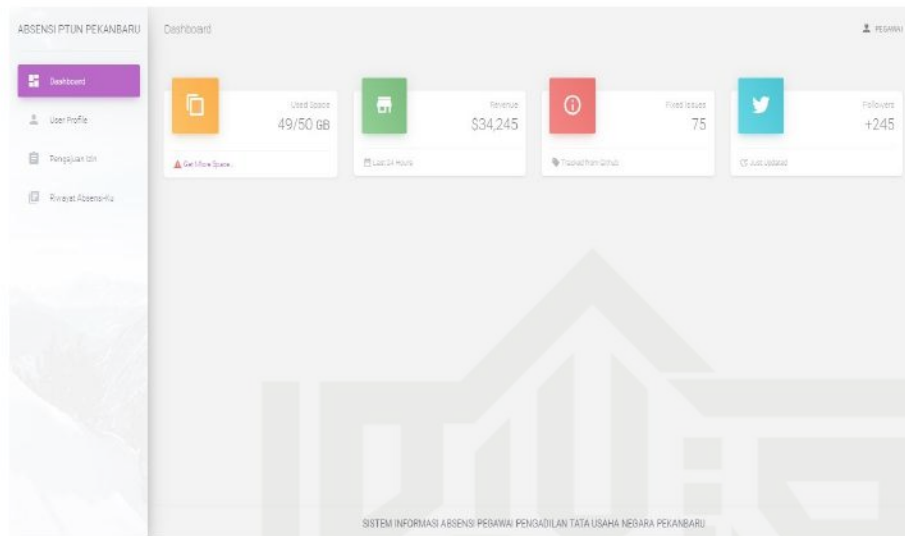 ABSENSI PTUN PEKANBARU
Dashboard
PEGAWAI
Dashboard
User Profile
Pengajuan Izin
Riwayat Absensi-Ku
Used Space
49/50 GB
Get More Space...
Revenue
$34,245
Last 24 Hours
Fixed Issues
75
Tracked from Github
Followers
+245
Just Updated
SISTEM INFORMASI ABSENSI PEGAWAI PENGADILAN TATA USAHA NEGARA PEKANBARU